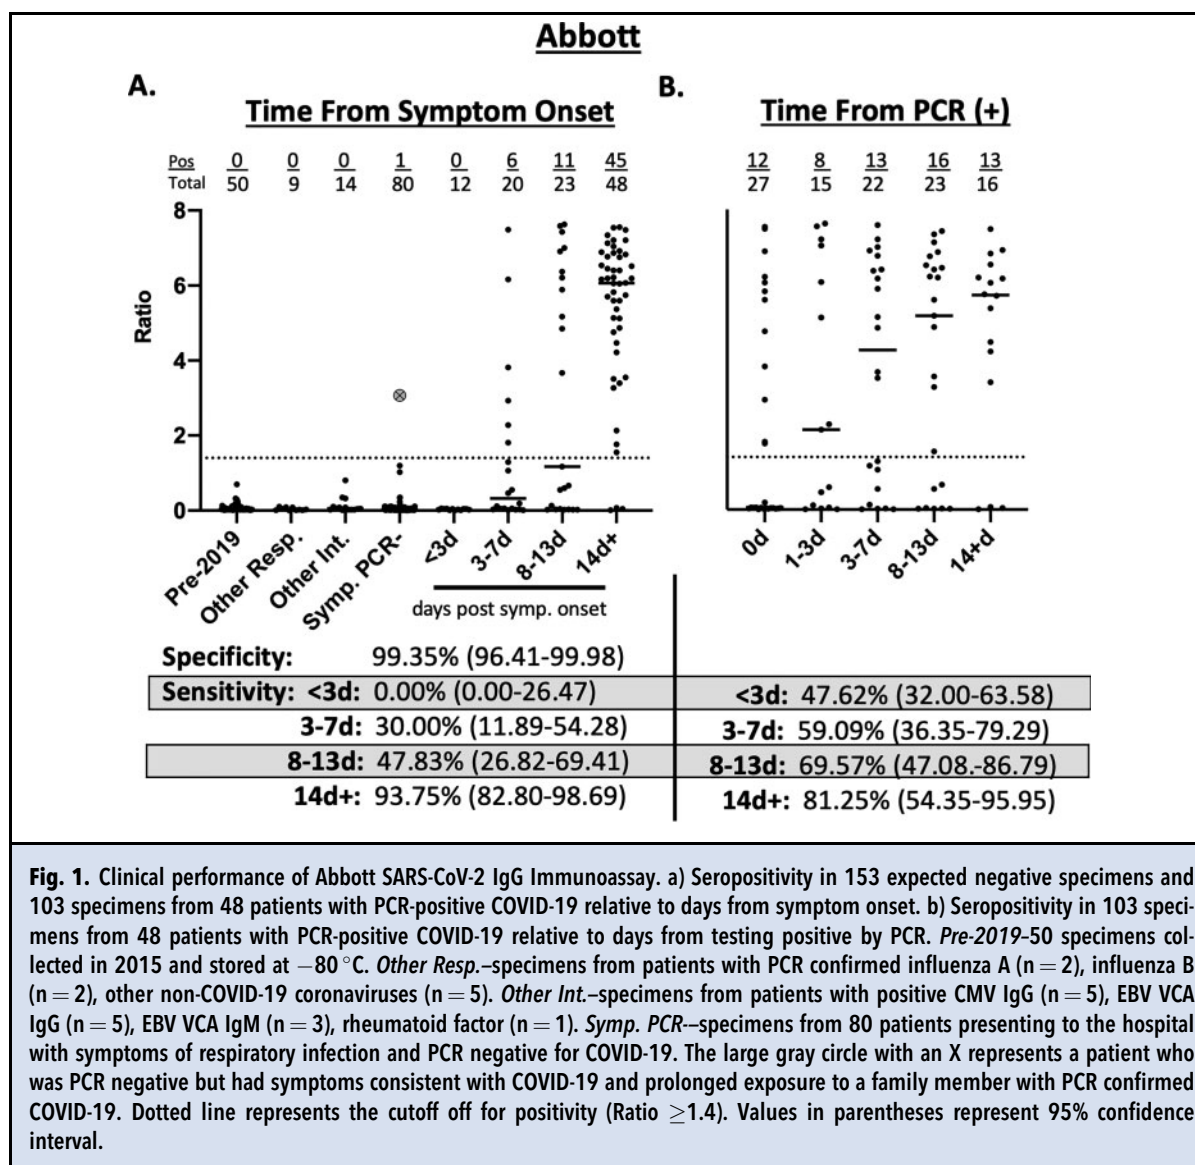 Abbott
A.
B.
Time From Symptom Onset
Time From PCR (+)
Pos 0 0 0 1 0 6 11 45 12 8 13 16 13
Total 50 9 14 80 12 20 23 48 27 15 22 23 16
8
6
4
2
0
Ratio
Pre-2019
Other Resp.
Other Int.
Symp. PCR-
<3d
3-7d
8-13d
14d+
0d
1-3d
3-7d
8-13d
14+d
days post symp. onset
Specificity: 99.35% (96.41-99.98)
Sensitivity: <3d: 0.00% (0.00-26.47) <3d: 47.62% (32.00-63.58)
3-7d: 30.00% (11.89-54.28) 3-7d: 59.09% (36.35-79.29)
8-13d: 47.83% (26.82-69.41) 8-13d: 69.57% (47.08.-86.79)
14d+: 93.75% (82.80-98.69) 14d+: 81.25% (54.35-95.95)
Fig. 1. Clinical performance of Abbott SARS-CoV-2 IgG Immunoassay. a) Seropositivity in 153 expected negative specimens and
103 specimens from 48 patients with PCR-positive COVID-19 relative to days from symptom onset. b) Seropositivity in 103 speci-
mens from 48 patients with PCR-positive COVID-19 relative to days from testing positive by PCR. Pre-2019–50 specimens col-
lected in 2015 and stored at −80 °C. Other Resp.–specimens from patients with PCR confirmed influenza A (n = 2), influenza B
(n = 2), other non-COVID-19 coronaviruses (n = 5). Other Int.–specimens from patients with positive CMV IgG (n = 5), EBV VCA
IgG (n = 5), EBV VCA IgM (n = 3), rheumatoid factor (n = 1). Symp. PCR-–specimens from 80 patients presenting to the hospital
with symptoms of respiratory infection and PCR negative for COVID-19. The large gray circle with an X represents a patient who
was PCR negative but had symptoms consistent with COVID-19 and prolonged exposure to a family member with PCR confirmed
COVID-19. Dotted line represents the cutoff off for positivity (Ratio ≥1.4). Values in parentheses represent 95% confidence
interval.